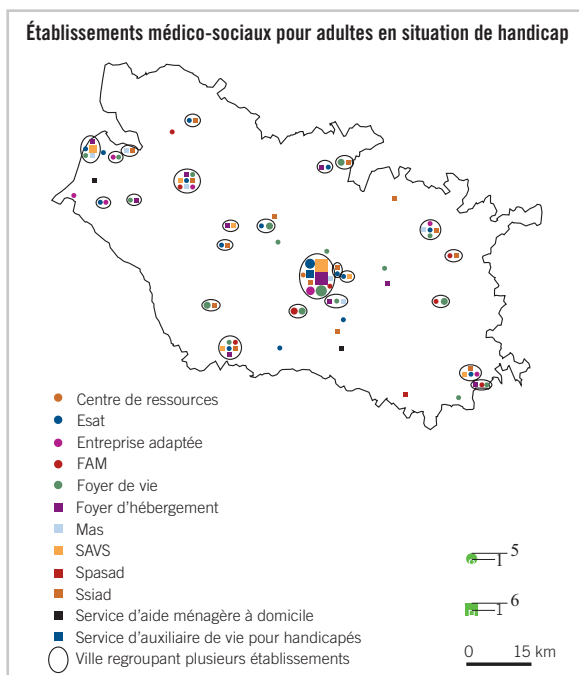 Établissements médico-sociaux pour adultes en situation de handicap
Centre de ressources
Esat
Entreprise adaptée
FAM
Foyer de vie
Foyer d'hébergement
Mas
SAVS
Spasad
Ssiad
Service d'aide ménagère à domicile
Service d'auxiliaire de vie pour handicapés
Ville regroupant plusieurs établissements
5
1
6
1
0 15 km